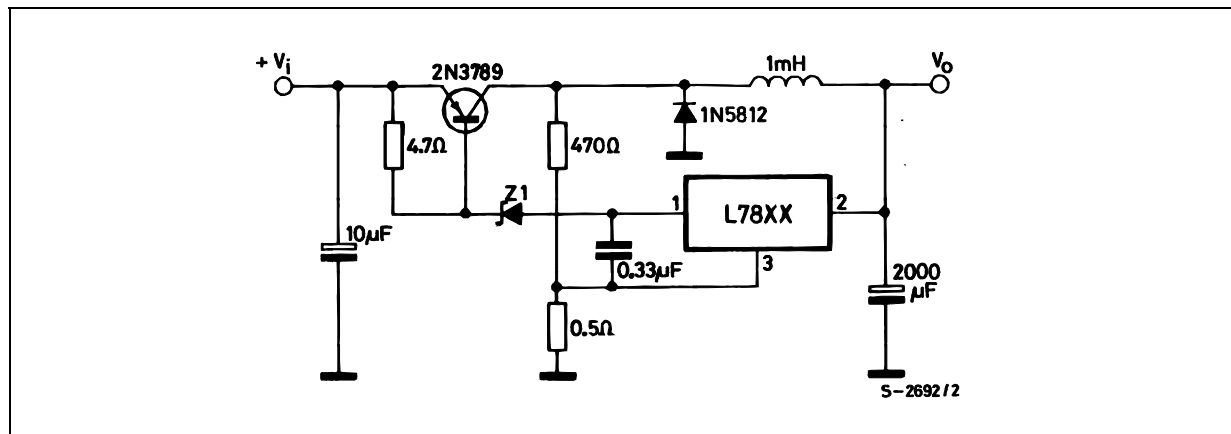 + Vi
2N3789
1mH
Vo
1N5812
4.7Ω
470Ω
Z1
1
L78XX
2
10µF
0.33µF
3
2000
µF
0.5Ω
S-2692/2